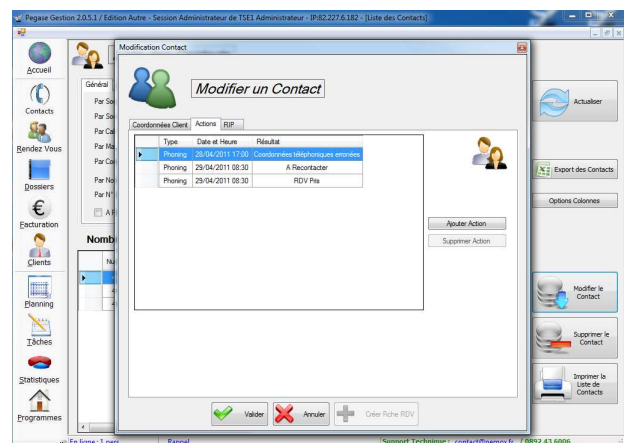 Pegase Gestion 2.0.5.1 / Edition Autre - Session Administrateur de TSE1 Administrateur - IP:82.227.6.182 - [Liste des Contacts]
Modification Contact
Accueil
Contacts
Rendez Vous
Dossiers
Facturation
Clients
Planning
Tâches
Statistiques
Programmes
Général
Par So
Par So
Par Cal
Par Ma
Par Co
Par No
Par N°
Nomb
Modifier un Contact
Coordonnées Client Actions RIP
Type Date et Heure Résultat
Phoning 28/04/2011 17:00 Coordonnées téléphoniques erronées
Phoning 29/04/2011 08:30 A Recontacter
Phoning 29/04/2011 08:30 RDV Pris
Ajouter Action
Supprimer Action
Valider Annuler Créer Fiche RDV
Actualiser
Export des Contacts
Options Colonnes
Modifier le
Contact
Supprimer le
Contact
Imprimer la
Liste de
Contacts
En ligne : 1 pers
Rappel
Support Technique :